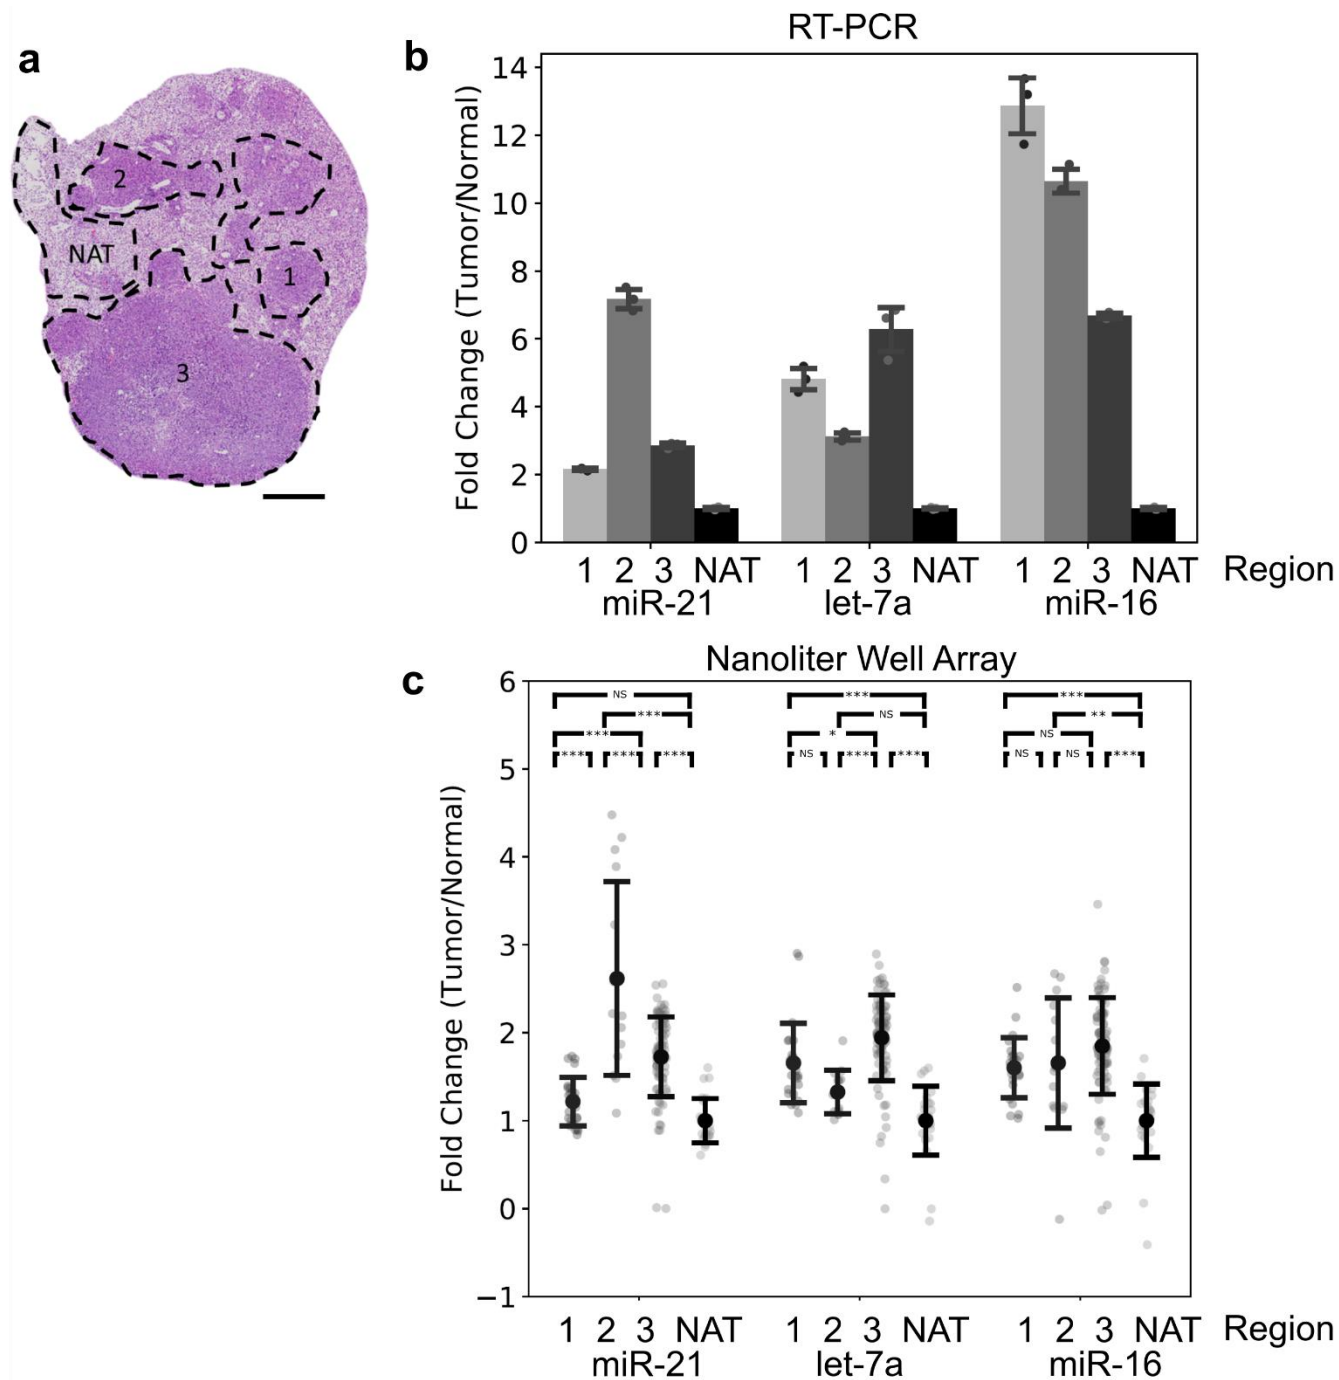 a
2
NAT
1
3
b
RT-PCR
Fold Change (Tumor/Normal)
14
12
10
8
6
4
2
0
1 2 3 NAT 1 2 3 NAT 1 2 3 NAT Region
miR-21 let-7a miR-16
c
Nanoliter Well Array
Fold Change (Tumor/Normal)
6
5
4
3
2
1
0
−1
NS *** ***
*** NS **
*** * NS
*** *** *** NS *** *** NS NS ***
1 2 3 NAT 1 2 3 NAT 1 2 3 NAT Region
miR-21 let-7a miR-16